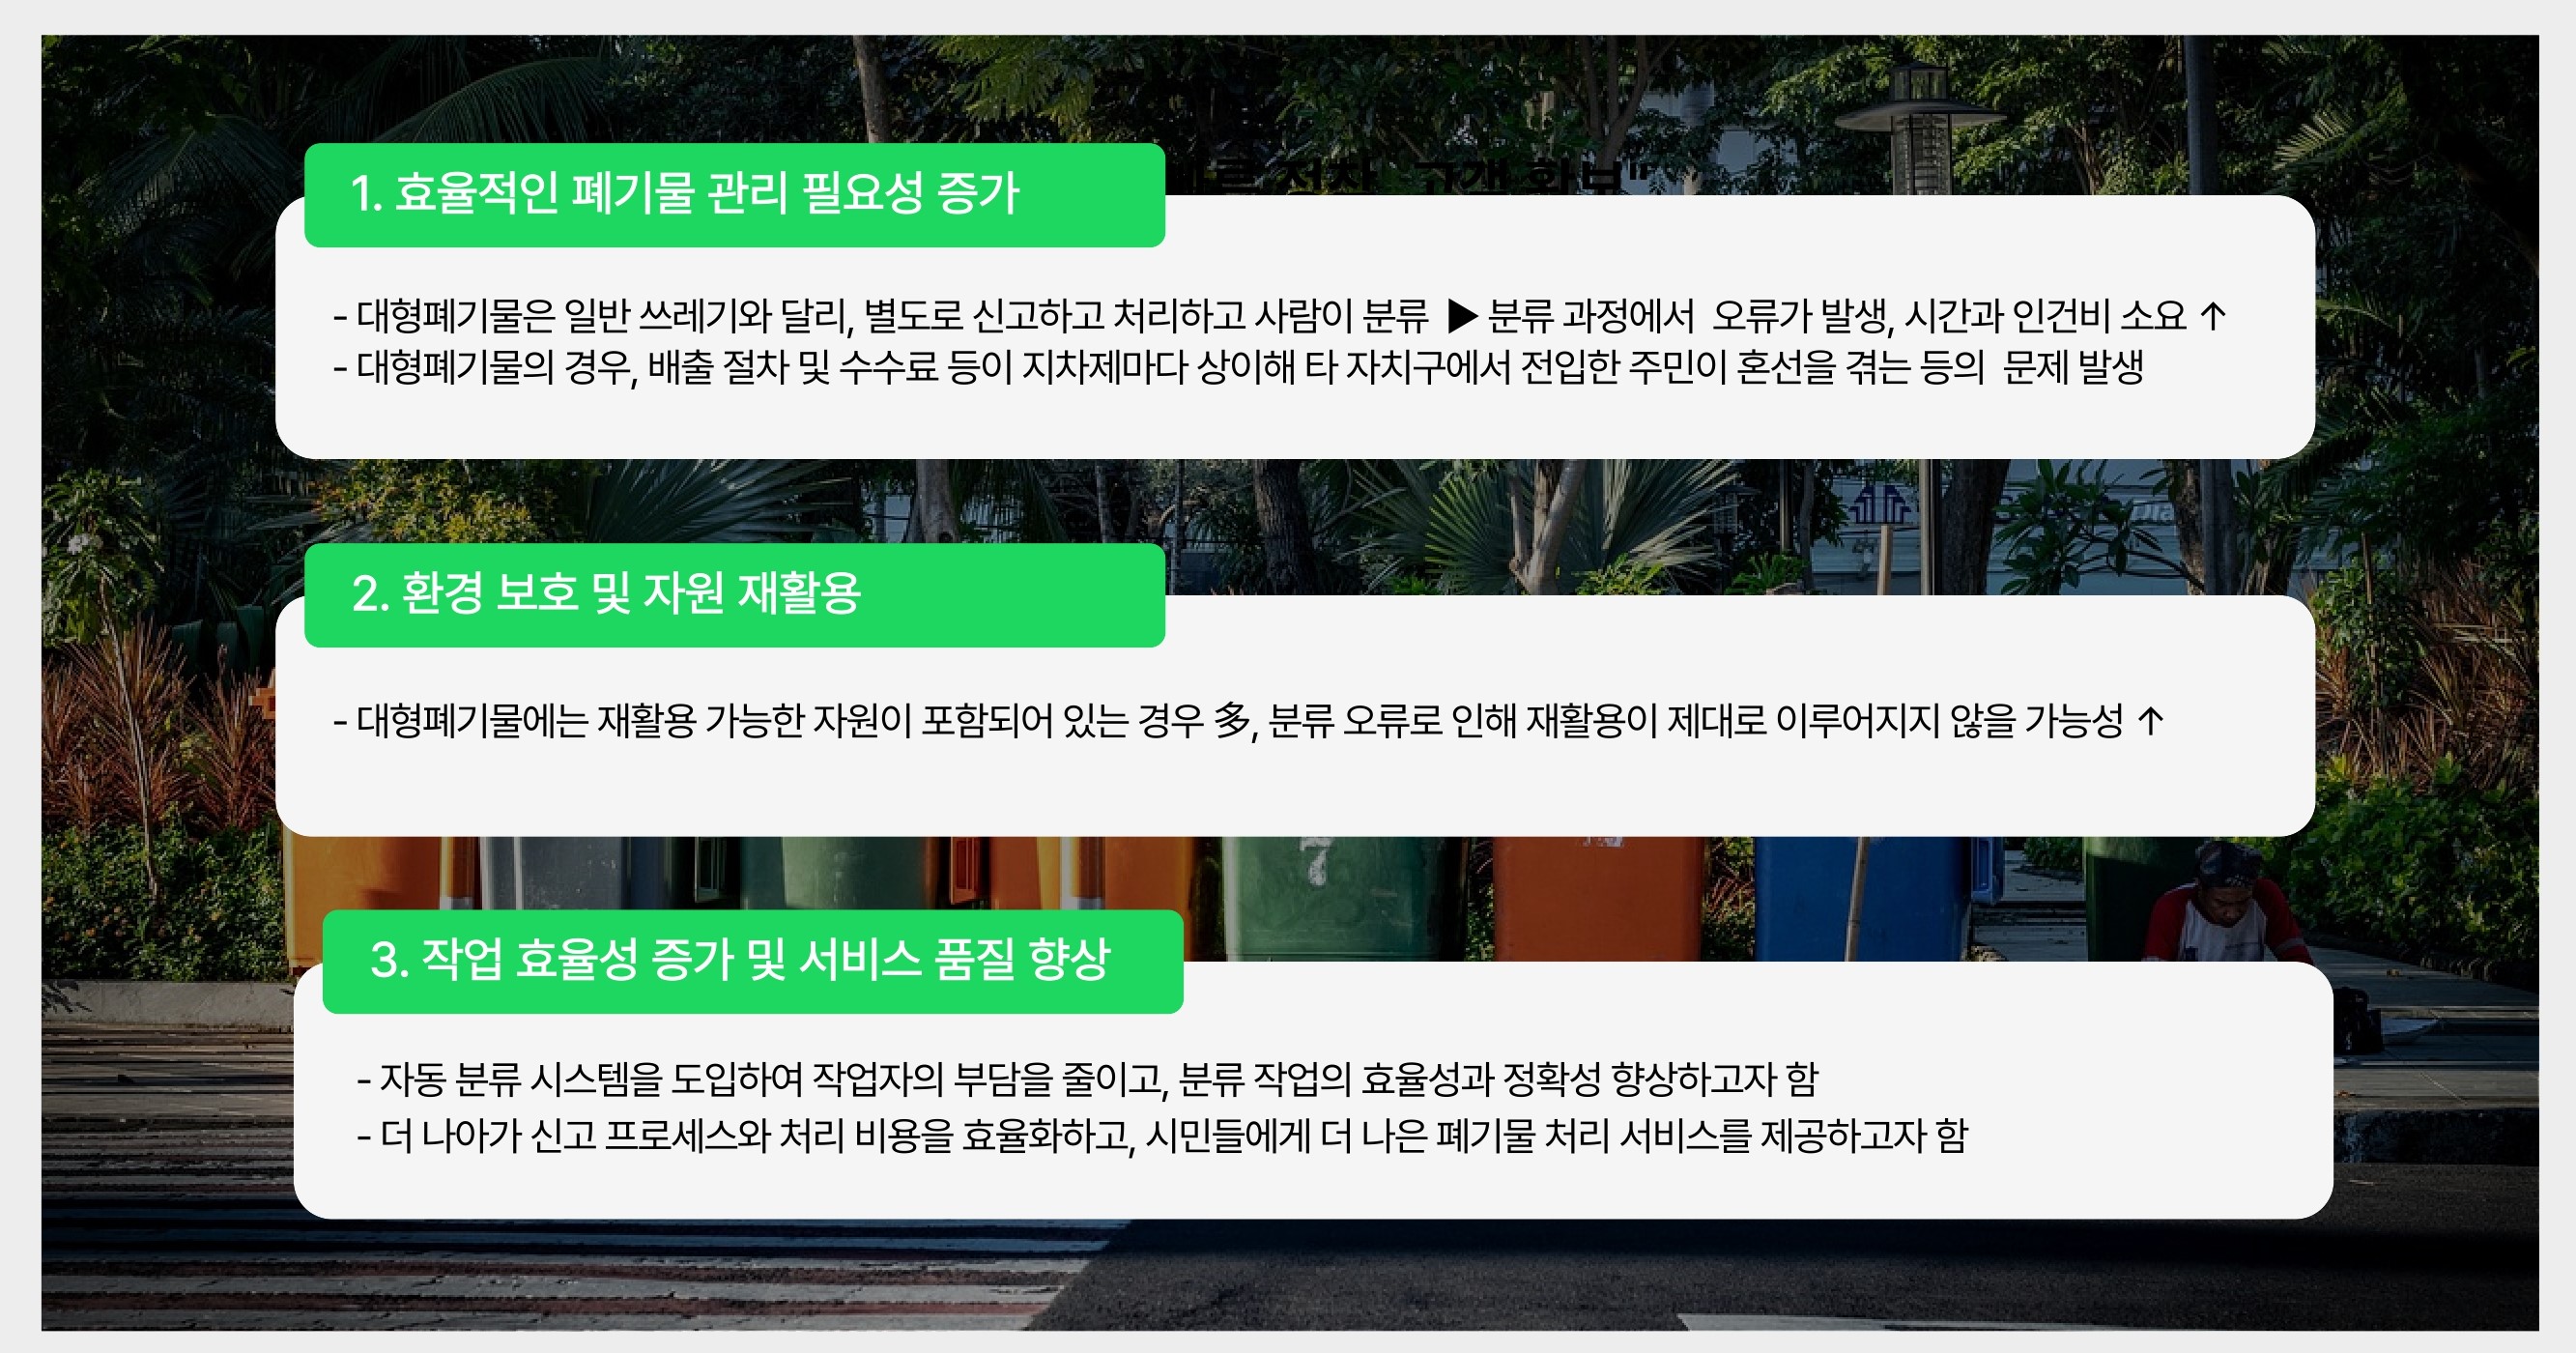 1. 효율적인 폐기물 관리 필요성 증가
- 대형폐기물은 일반 쓰레기와 달리, 별도로 신고하고 처리하고 사람이 분류 ▶ 분류 과정에서 오류가 발생, 시간과 인건비 소요 ↑
- 대형폐기물의 경우, 배출 절차 및 수수료 등이 지차제마다 상이해 타 자치구에서 전입한 주민이 혼선을 겪는 등의 문제 발생
2. 환경 보호 및 자원 재활용
- 대형폐기물에는 재활용 가능한 자원이 포함되어 있는 경우 多, 분류 오류로 인해 재활용이 제대로 이루어지지 않을 가능성 ↑
7
3. 작업 효율성 증가 및 서비스 품질 향상
- 자동 분류 시스템을 도입하여 작업자의 부담을 줄이고, 분류 작업의 효율성과 정확성 향상하고자 함
- 더 나아가 신고 프로세스와 처리 비용을 효율화하고, 시민들에게 더 나은 폐기물 처리 서비스를 제공하고자 함